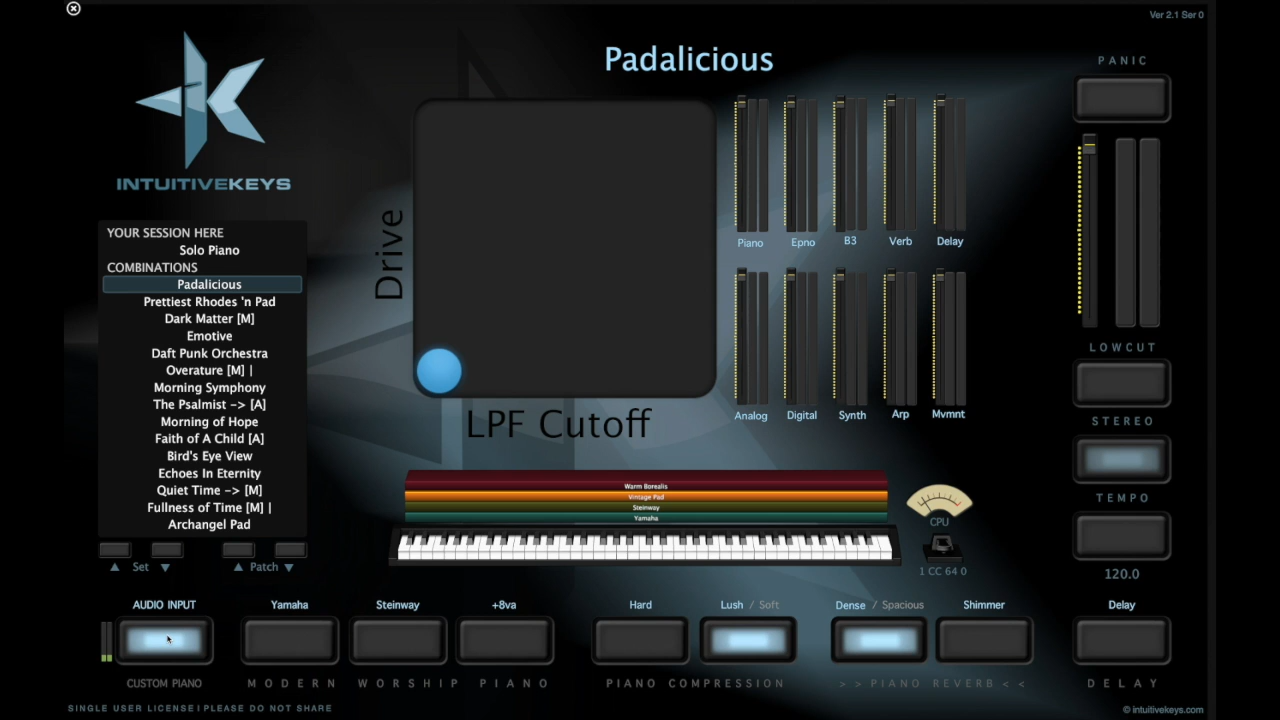 Ver 2.1 Ser 0
Padalicious
PANIC
INTUITIVEKEYS
YOUR SESSION HERE
Solo Piano
COMBINATIONS
Padalicious
Prettiest Rhodes 'n Pad
Dark Matter [M]
Emotive
Daft Punk Orchestra
Overature [M] |
Morning Symphony
The Psalmist -> [A]
Morning of Hope
Faith of A Child [A]
Bird's Eye View
Echoes In Eternity
Quiet Time -> [M]
Fullness of Time [M] |
Archangel Pad
▲ Set ▼ ▲ Patch ▼
Drive
LPF Cutoff
Piano Epno B3 Verb Delay
Analog Digital Synth Arp Mvmnt
Warm Borealis
Vintage Pad
Steinway
Yamaha
CPU
1 CC 64 0
LOWCUT
STEREO
TEMPO
120.0
AUDIO INPUT Yamaha Steinway +8va Hard Lush / Soft Dense / Spacious Shimmer Delay
CUSTOM PIANO MODERN WORSHIP PIANO PIANO COMPRESSION >> PIANO REVERB << DELAY
SINGLE USER LICENSE | PLEASE DO NOT SHARE
© intuitivekeys.com